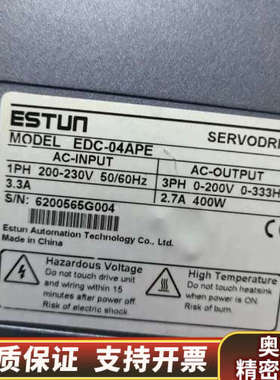 ESTUN
SERVODRI
MODEL EDC-04APE
AC-INPUT AC-OUTPUT
1PH 200-230V 50/60Hz 3PH 0-200V 0-333H
3.3A 2.7A 400W
S/N: 6200565G004
Estun Automation Technology Co., Ltd.
Made in China
Hazardous Voltage
Do not touch drive unit
and wiring within 15
minutes after power off
Risk of electric shock.
High Temperature
Do not touch heatsink
when power is ON.
Risk of burn.
质保证 支持开票
奥
精密